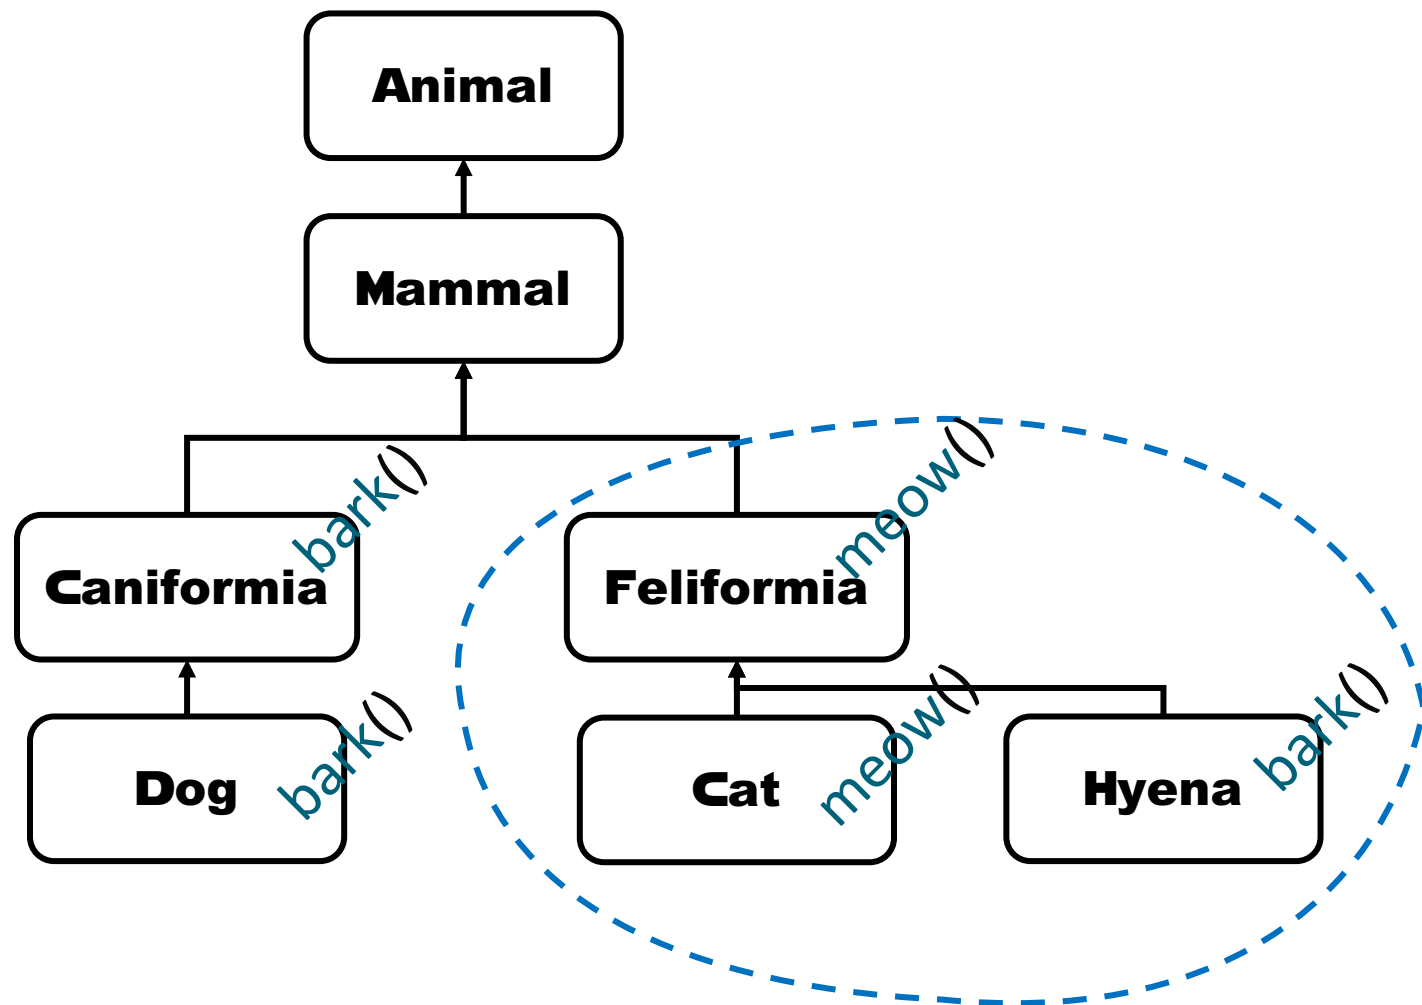 Animal
Mammal
bark()
meow()
Caniformia
Feliformia
bark()
meow()
bark()
Dog
Cat
Hyena